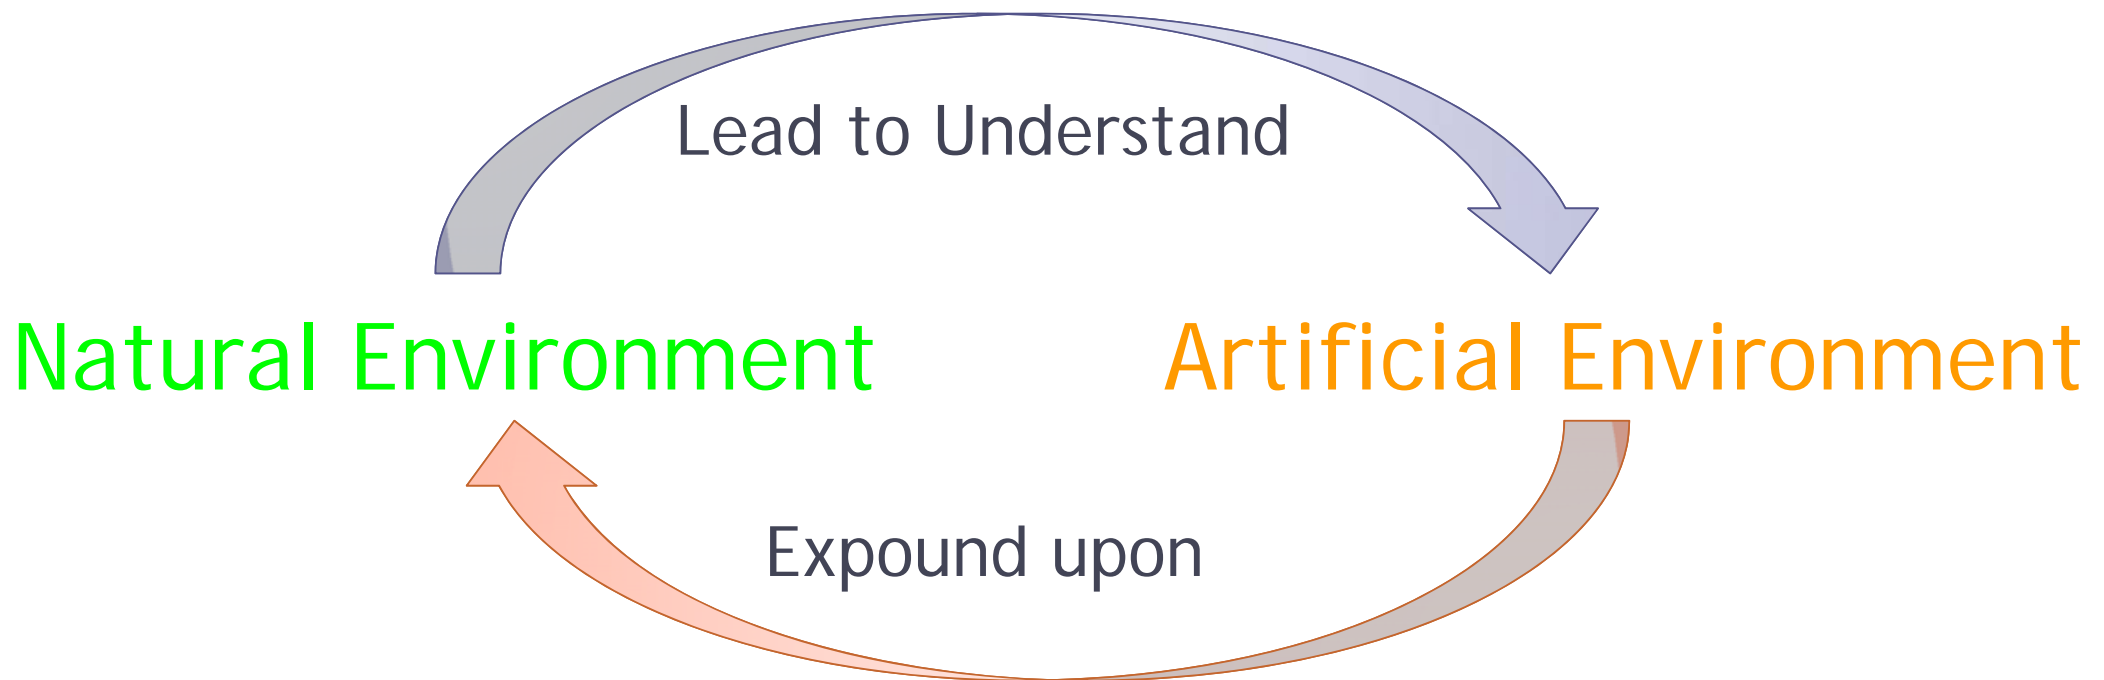 Lead to Understand
Natural Environment
Artificial Environment
Expound upon